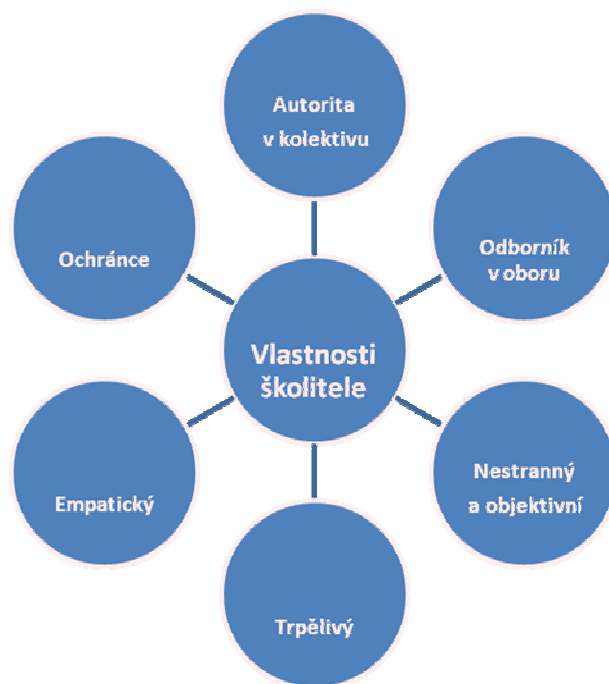 Autorita
v kolektivu
Ochránce
Odborník
v oboru
Vlastnosti
školitele
Empatický
Nestranný
a objektivní
Trpělivý